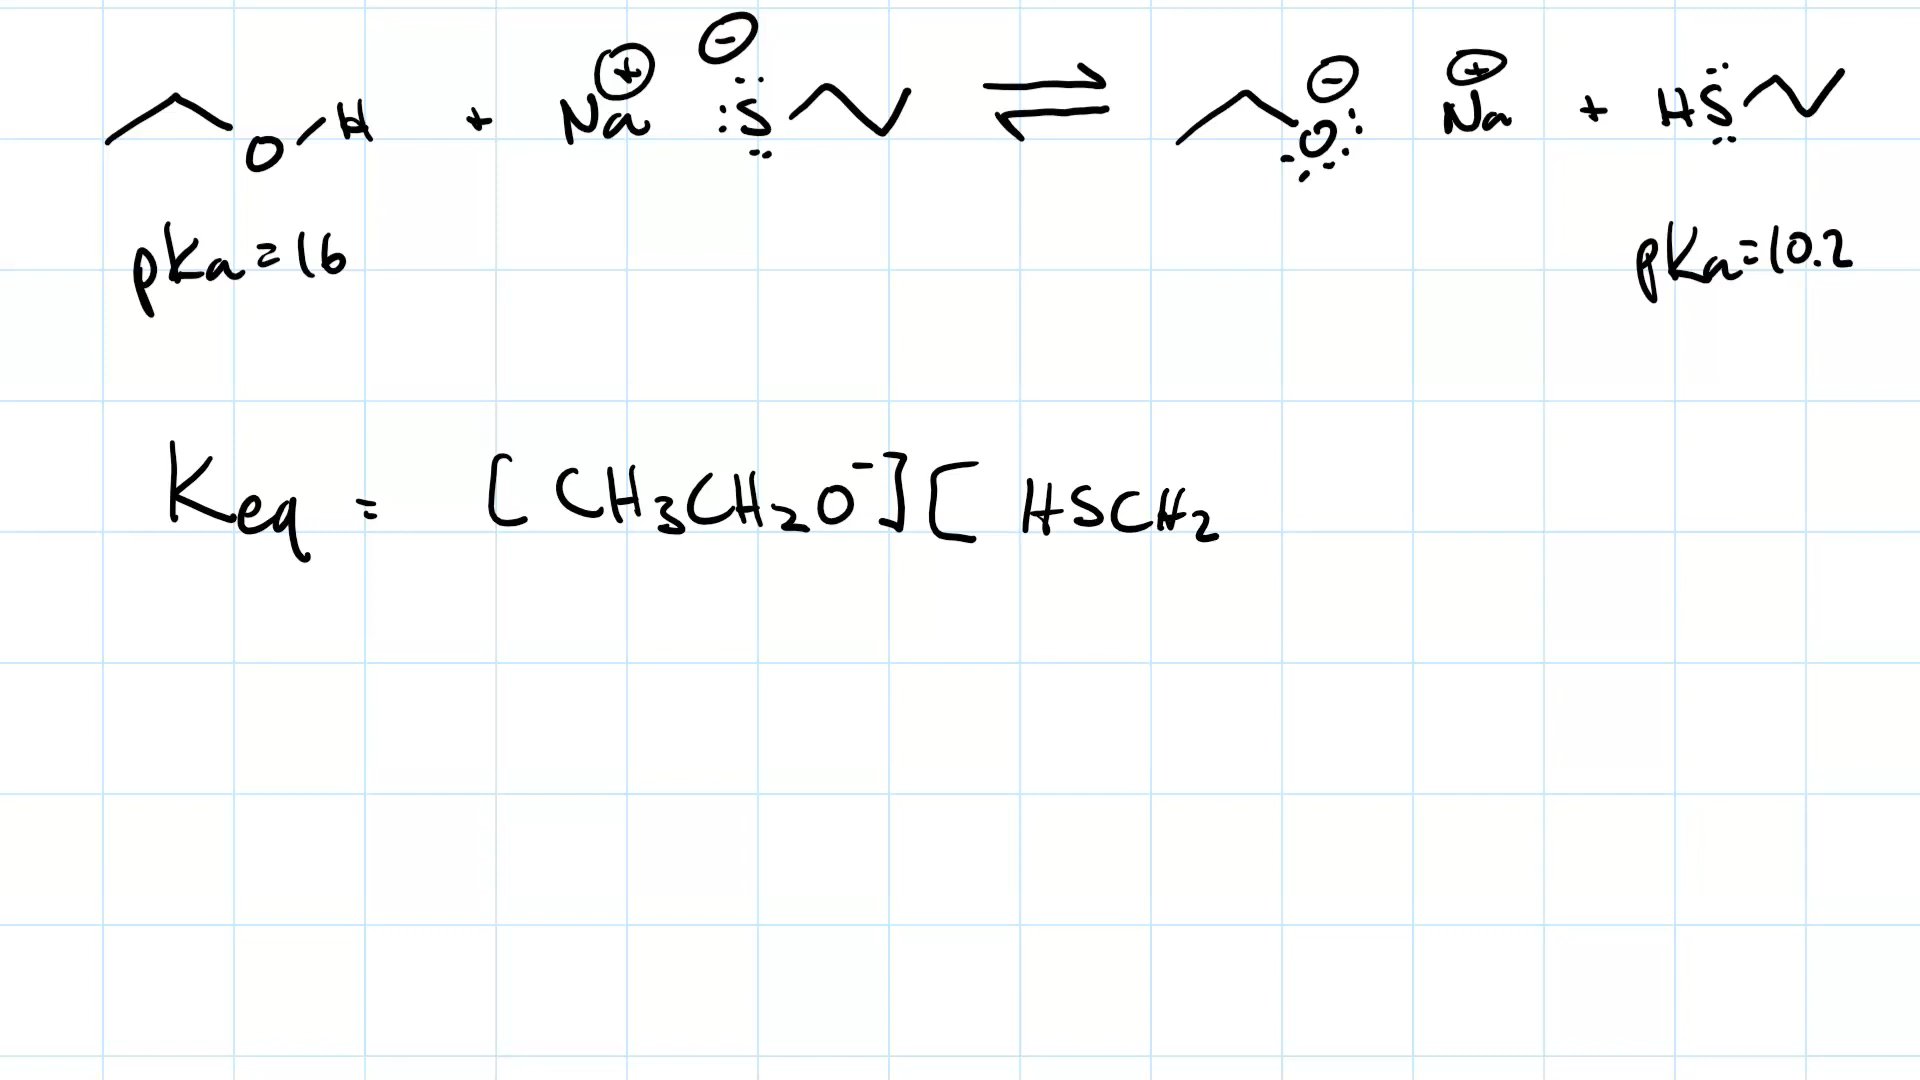 O H + Na⊕ ⊖:S̈: ⇌ ⊖ O Na⊕ + HS
pKa=16 pKa=10.2
Keq = [CH₃CH₂O⁻][HSCH₂